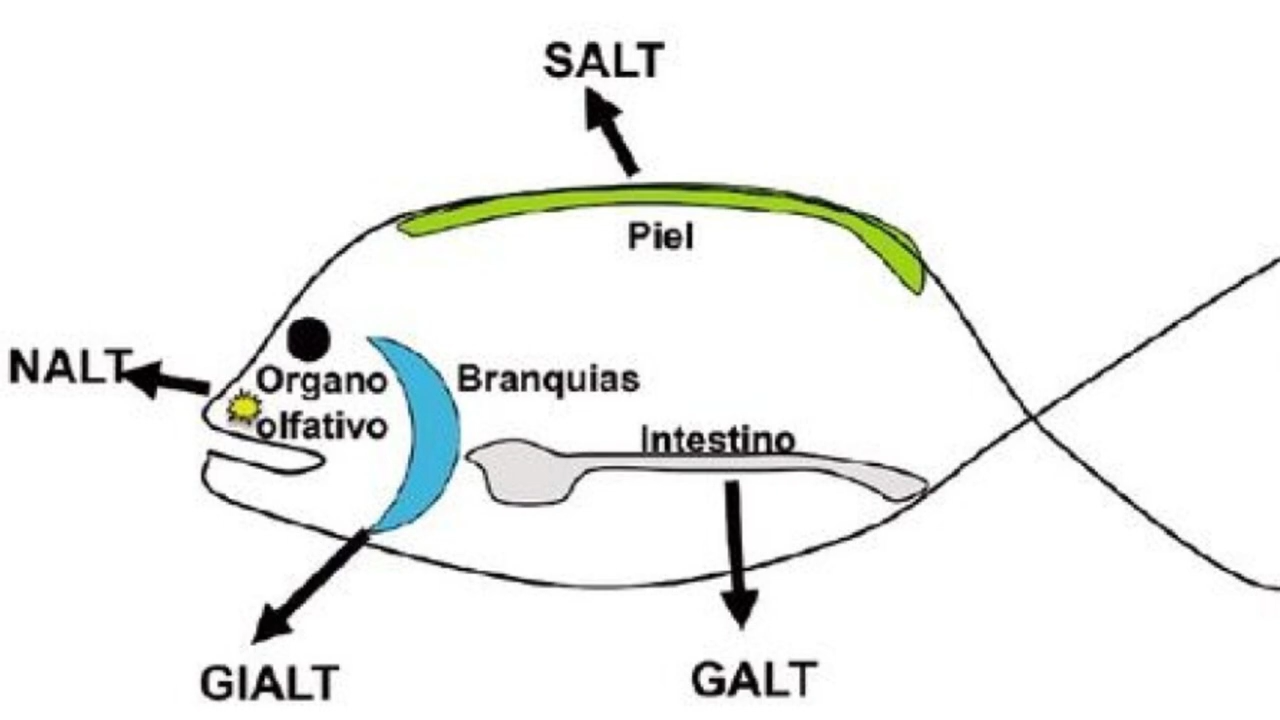 SALT
Piel
NALT
Organo
olfativo
Branquias
Intestino
GIALT
GALT